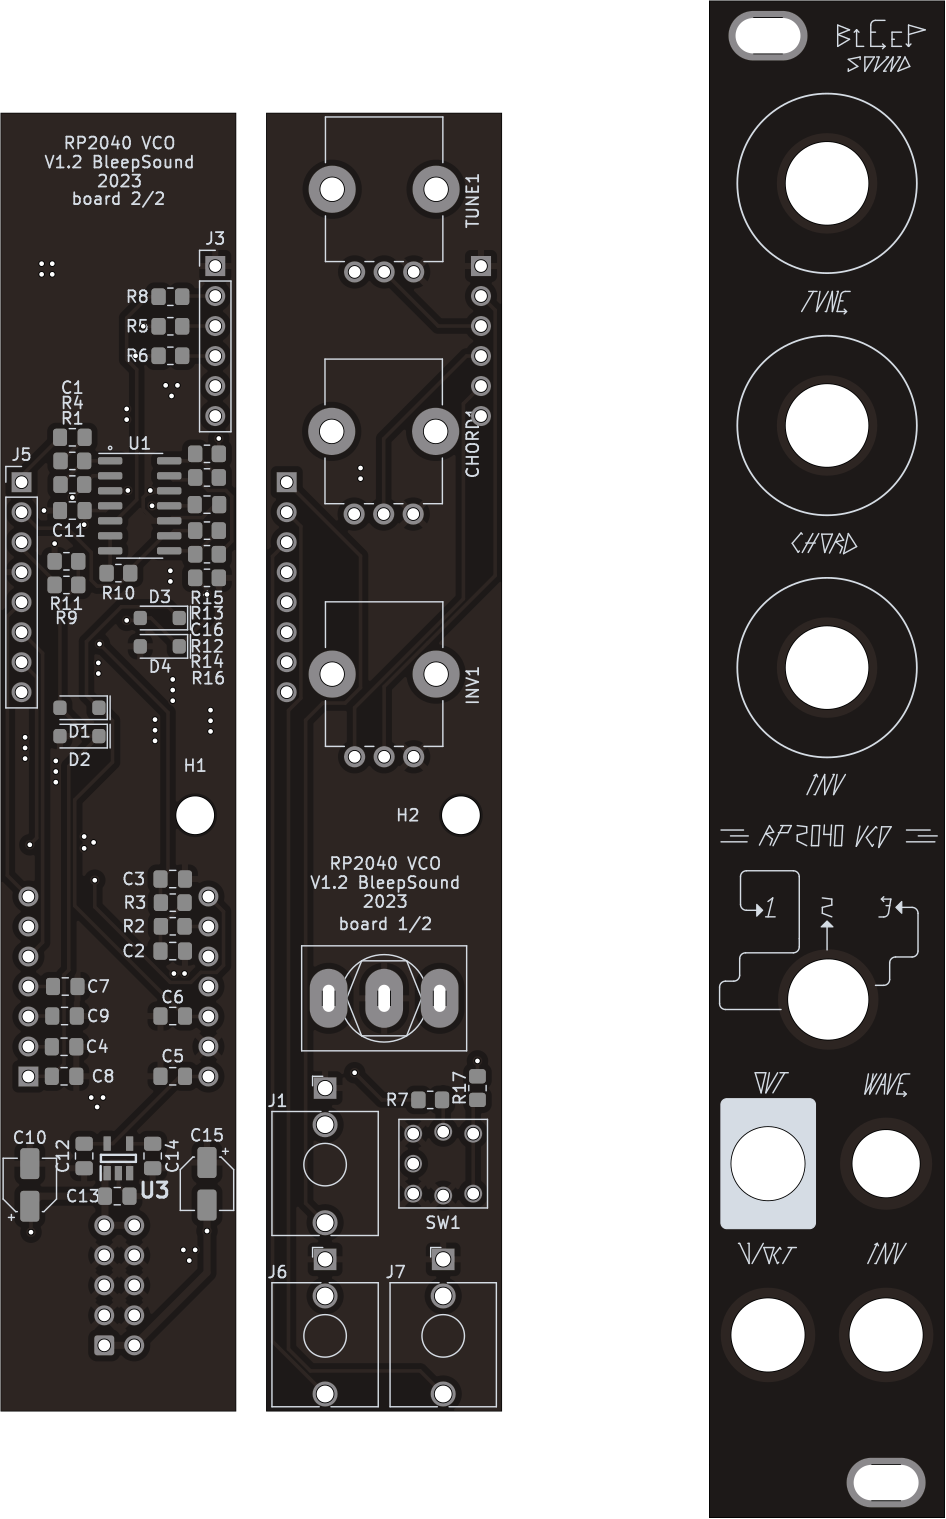 RP2040 VCO
V1.2 BleepSound
2023
board 2/2
J3
R8
R5
R6
C1
R4
R1
U1
J5
C11
R10
R11
R9
D3
D4
R15
R13
C16
R12
R14
R16
D1
D2
H1
C3
R3
R2
C2
C7
C6
C9
C4
C5
C8
C10
C12
C14
C15
+
C13
U3
+
TUNE1
CHORD1
INV1
H2
RP2040 VCO
V1.2 BleepSound
2023
board 1/2
J1
R7
R17
SW1
J6
J7
BLEEP
SOUND
TUNE
CHORD
INV
RP2040 VCO
1 2 3
OUT
WAVE
V/OCT
INV